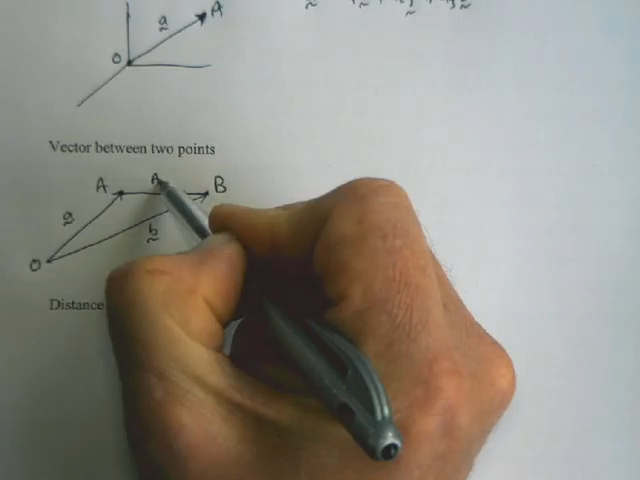 a A
O
Vector between two points
A A B
a b
O
Distance